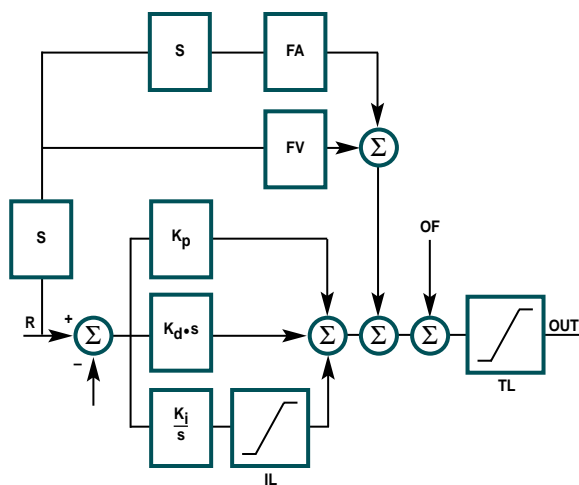 S
FA
FV
Σ
S
Kp
OF
R
+
Σ
−
Kd•s
Σ
Σ
Σ
OUT
TL
Ki
s
IL